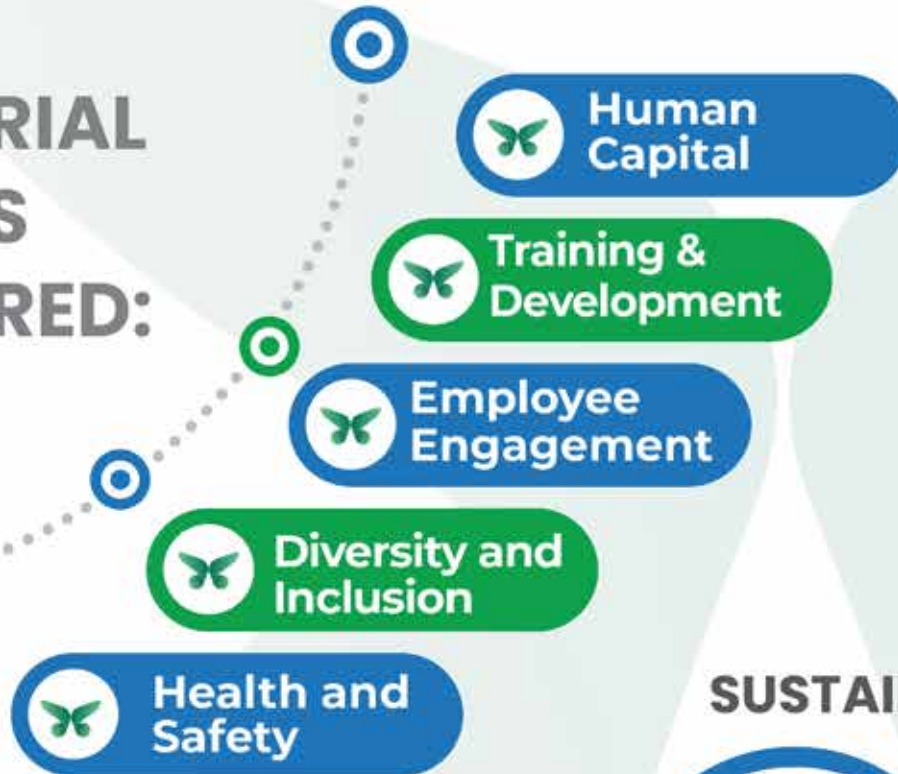 RIAL
S
RED:
Human
Capital
Training &
Development
Employee
Engagement
Diversity and
Inclusion
Health and
Safety
SUSTAI